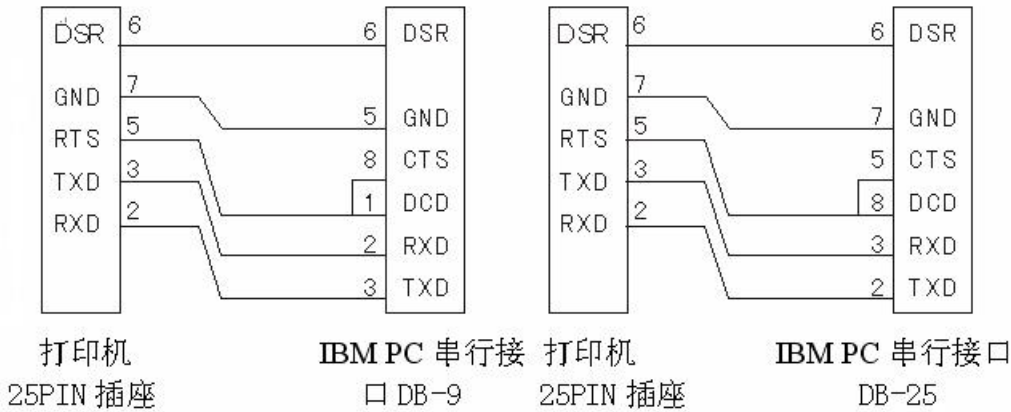 DSR 6 6 DSR DSR 6 6 DSR
GND 7 5 GND GND 7 7 GND
RTS 5 8 CTS RTS 5 5 CTS
TXD 3 1 DCD TXD 3 8 DCD
RXD 2 2 RXD RXD 2 3 RXD
3 TXD 2 TXD
打印机 IBM PC 串行接 打印机 IBM PC 串行接口
25PIN 插座 口 DB-9 25PIN 插座 DB-25